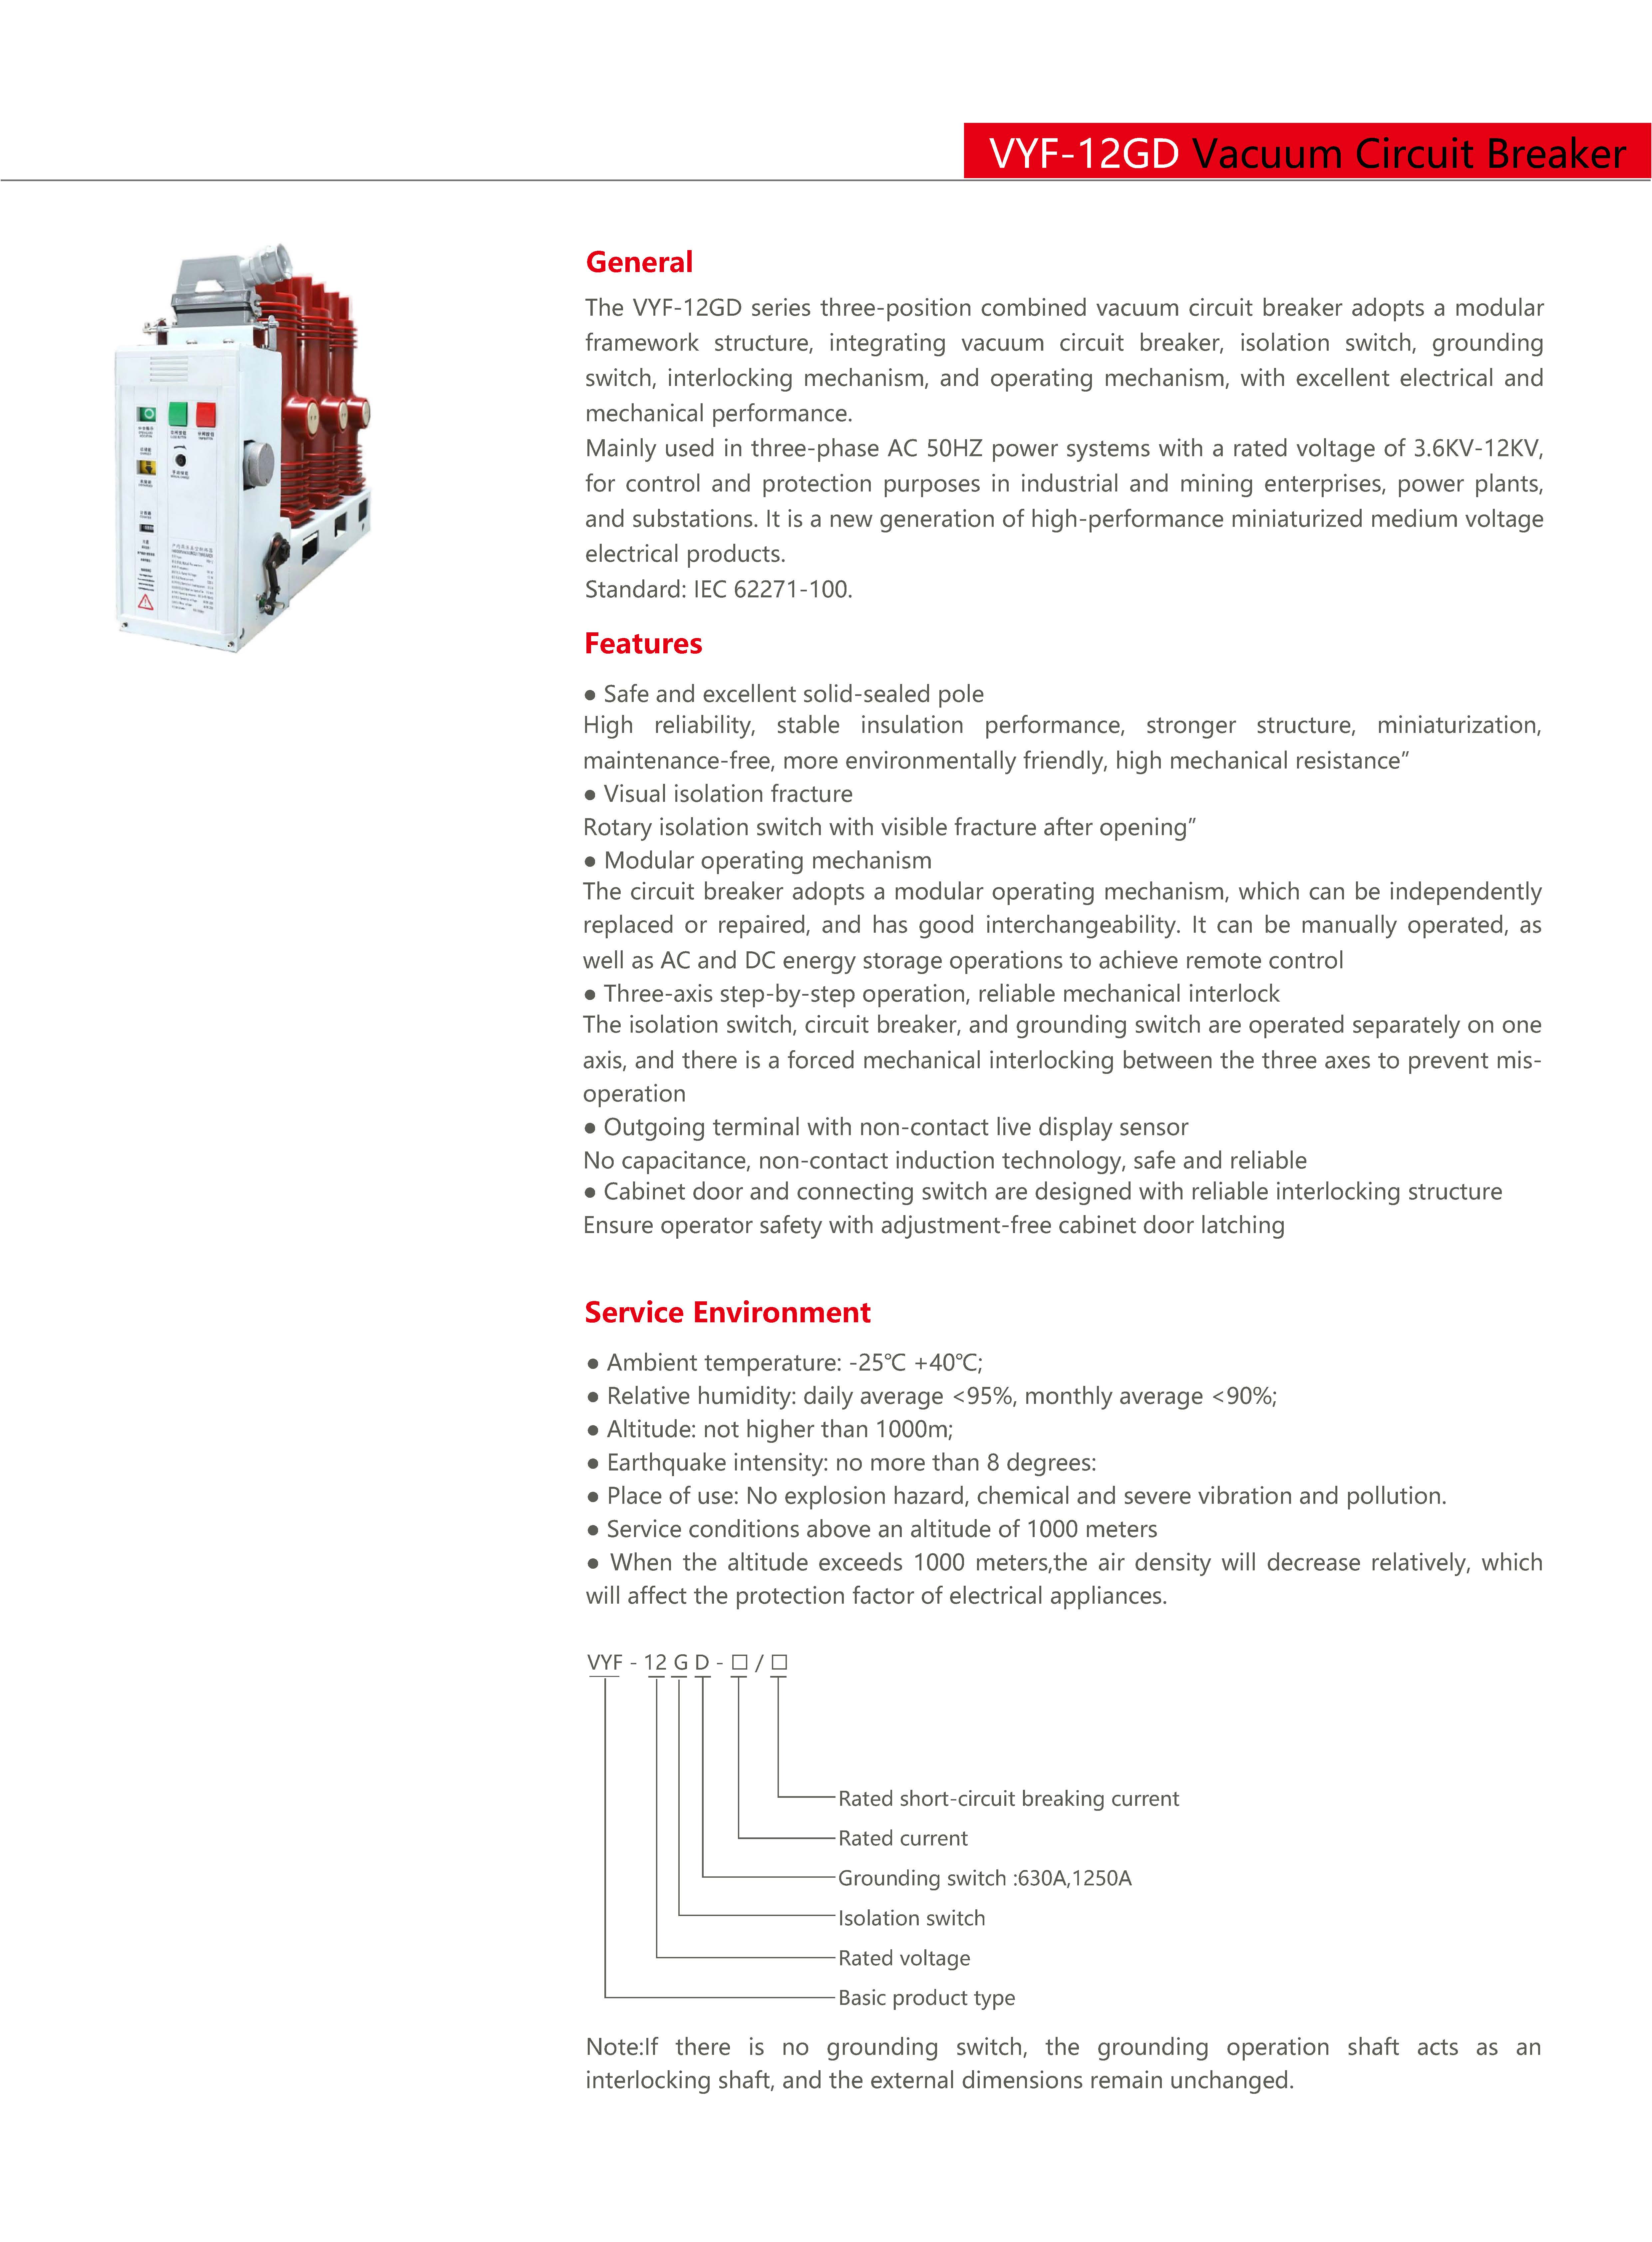 VYF-12GD Vacuum Circuit Breaker
General
The VYF-12GD series three-position combined vacuum circuit breaker adopts a modular
framework structure, integrating vacuum circuit breaker, isolation switch, grounding
switch, interlocking mechanism, and operating mechanism, with excellent electrical and
mechanical performance.
Mainly used in three-phase AC 50HZ power systems with a rated voltage of 3.6KV-12KV,
for control and protection purposes in industrial and mining enterprises, power plants,
and substations. It is a new generation of high-performance miniaturized medium voltage
electrical products.
Standard: IEC 62271-100.
Features
● Safe and excellent solid-sealed pole
High reliability, stable insulation performance, stronger structure, miniaturization,
maintenance-free, more environmentally friendly, high mechanical resistance”
● Visual isolation fracture
Rotary isolation switch with visible fracture after opening”
● Modular operating mechanism
The circuit breaker adopts a modular operating mechanism, which can be independently
replaced or repaired, and has good interchangeability. It can be manually operated, as
well as AC and DC energy storage operations to achieve remote control
● Three-axis step-by-step operation, reliable mechanical interlock
The isolation switch, circuit breaker, and grounding switch are operated separately on one
axis, and there is a forced mechanical interlocking between the three axes to prevent mis-
operation
● Outgoing terminal with non-contact live display sensor
No capacitance, non-contact induction technology, safe and reliable
● Cabinet door and connecting switch are designed with reliable interlocking structure
Ensure operator safety with adjustment-free cabinet door latching
Service Environment
● Ambient temperature: -25℃ +40℃;
● Relative humidity: daily average <95%, monthly average <90%;
● Altitude: not higher than 1000m;
● Earthquake intensity: no more than 8 degrees:
● Place of use: No explosion hazard, chemical and severe vibration and pollution.
● Service conditions above an altitude of 1000 meters
● When the altitude exceeds 1000 meters,the air density will decrease relatively, which
will affect the protection factor of electrical appliances.
VYF - 12 G D - □ / □
Rated short-circuit breaking current
Rated current
Grounding switch :630A,1250A
Isolation switch
Rated voltage
Basic product type
Note:If there is no grounding switch, the grounding operation shaft acts as an
interlocking shaft, and the external dimensions remain unchanged.